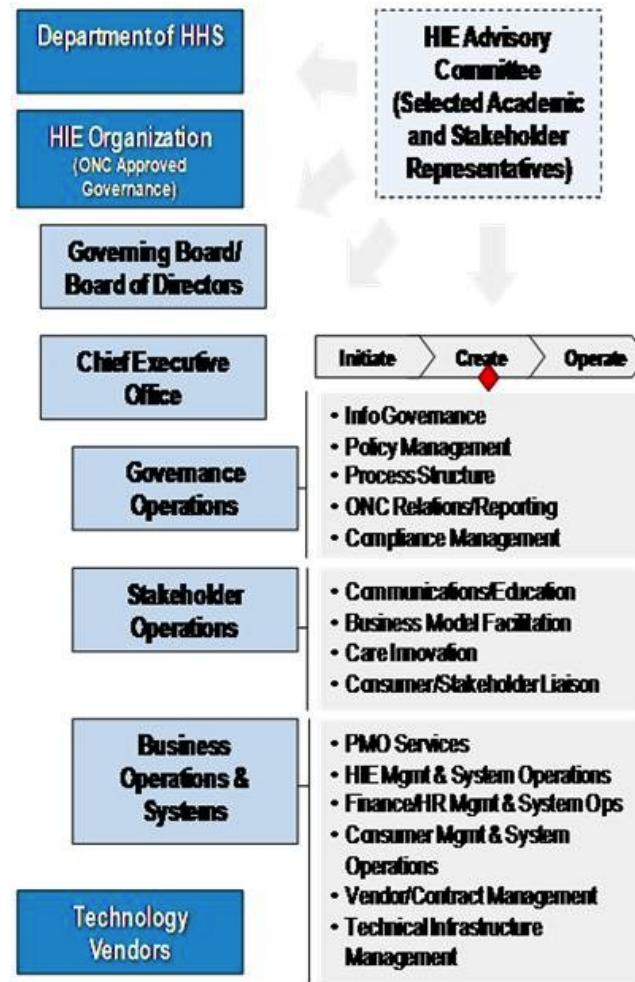 Department of HHS
HIE Organization
(ONC Approved
Governance)
HIE Advisory
Committee
(Selected Academic
and Stakeholder
Representatives)
Governing Board/
Board of Directors
Chief Executive
Office
Initiate
Create
Operate
Governance
Operations
• Info Governance
• Policy Management
• Process Structure
• ONC Relations/Reporting
• Compliance Management
Stakeholder
Operations
• Communications/Education
• Business Model Facilitation
• Care Innovation
• Consumer/Stakeholder Liaison
Business
Operations &
Systems
• PMO Services
• HIE Mgmt & System Operations
• Finance/HR Mgmt & System Ops
• Consumer Mgmt & System
Operations
• Vendor/Contract Management
• Technical Infrastructure
Management
Technology
Vendors